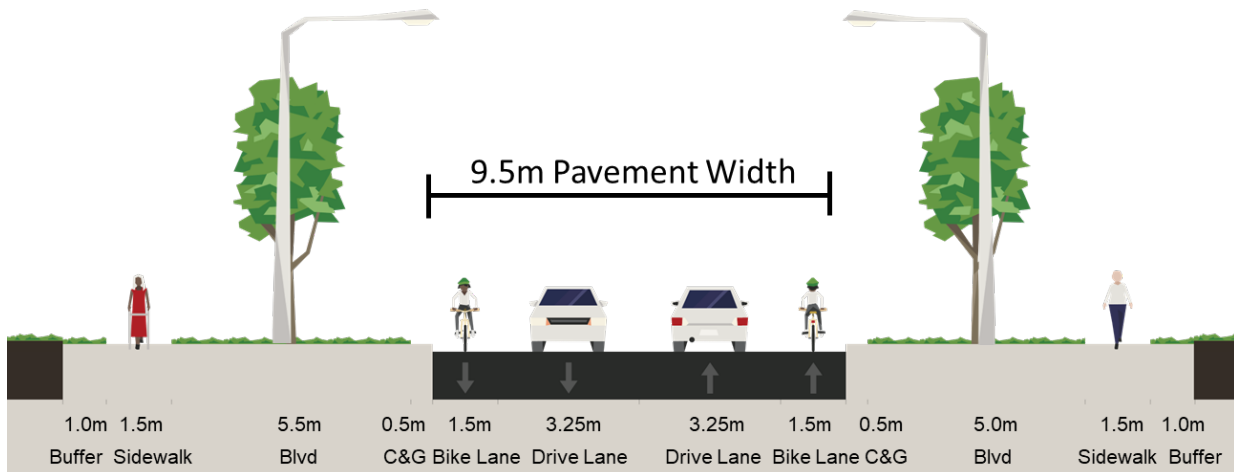 9.5m Pavement Width
1.0m 1.5m 5.5m 0.5m 1.5m 3.25m 3.25m 1.5m 0.5m 5.0m 1.5m 1.0m
Buffer Sidewalk Blvd C&G Bike Lane Drive Lane Drive Lane Bike Lane C&G Blvd Sidewalk Buffer